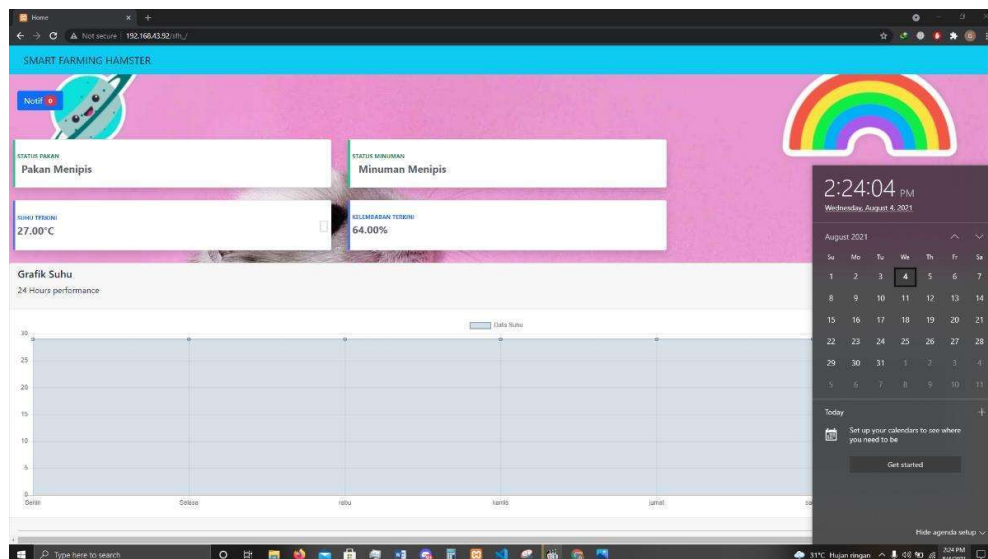 Home
Not secure 192.168.43.92/sfh_/
SMART FARMING HAMSTER
Notif 0
STATUS PAKAN
Pakan Menipis
STATUS MINUMAN
Minuman Menipis
SUHU TERKINI
27.00°C
KELEMBABAN TERKINI
64.00%
Grafik Suhu
24 Hours performance
Data Suhu
30
25
20
15
10
5
0
Senin Selasa rabu kamis jumat
2:24:04 PM
Wednesday, August 4, 2021
August 2021
Su Mo Tu We Th Fr Sa
1 2 3 4 5 6 7
8 9 10 11 12 13 14
15 16 17 18 19 20 21
22 23 24 25 26 27 28
29 30 31 1 2 3 4
5 6 7 8 9 10 11
Today
Set up your calendars to see where
you need to be
Get started
Hide agenda setup
Type here to search
31°C Hujan ringan
2:24 PM